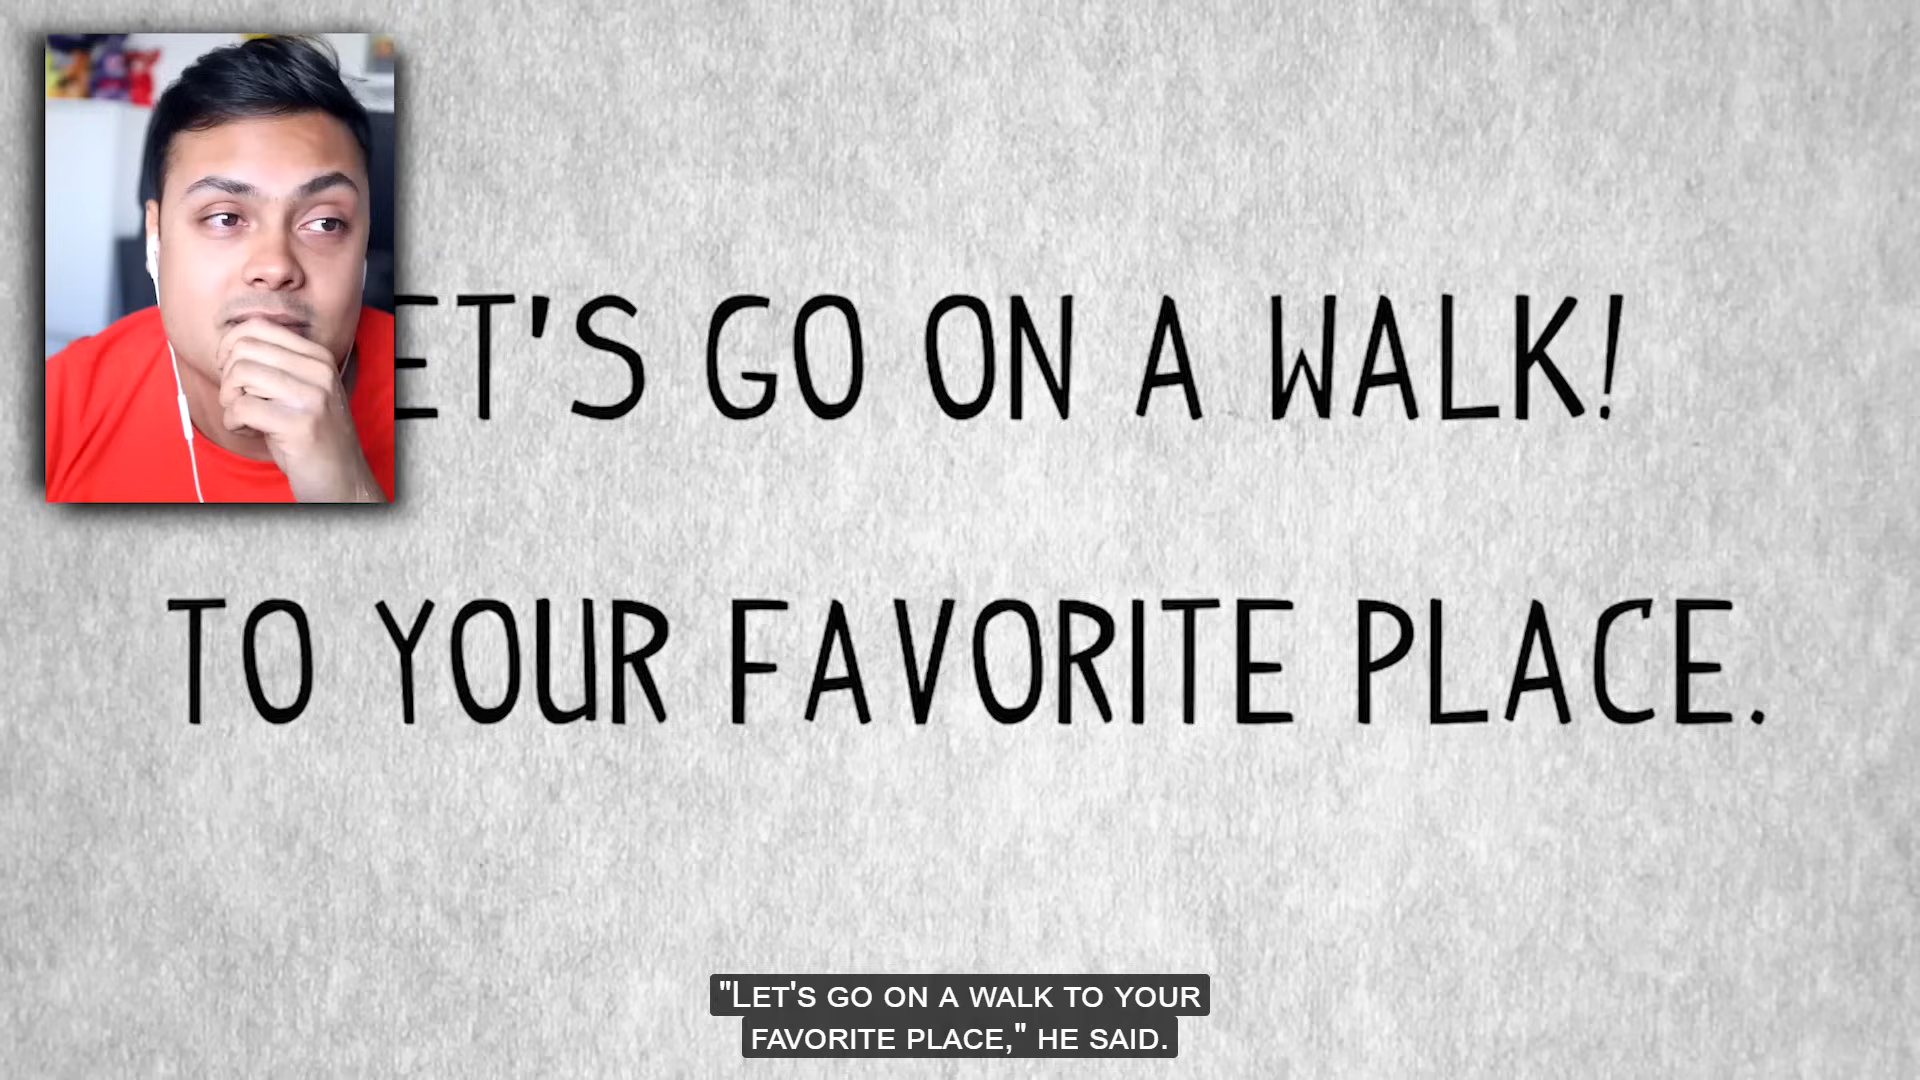 ET'S GO ON A WALK!
TO YOUR FAVORITE PLACE.
"LET'S GO ON A WALK TO YOUR
FAVORITE PLACE," HE SAID.